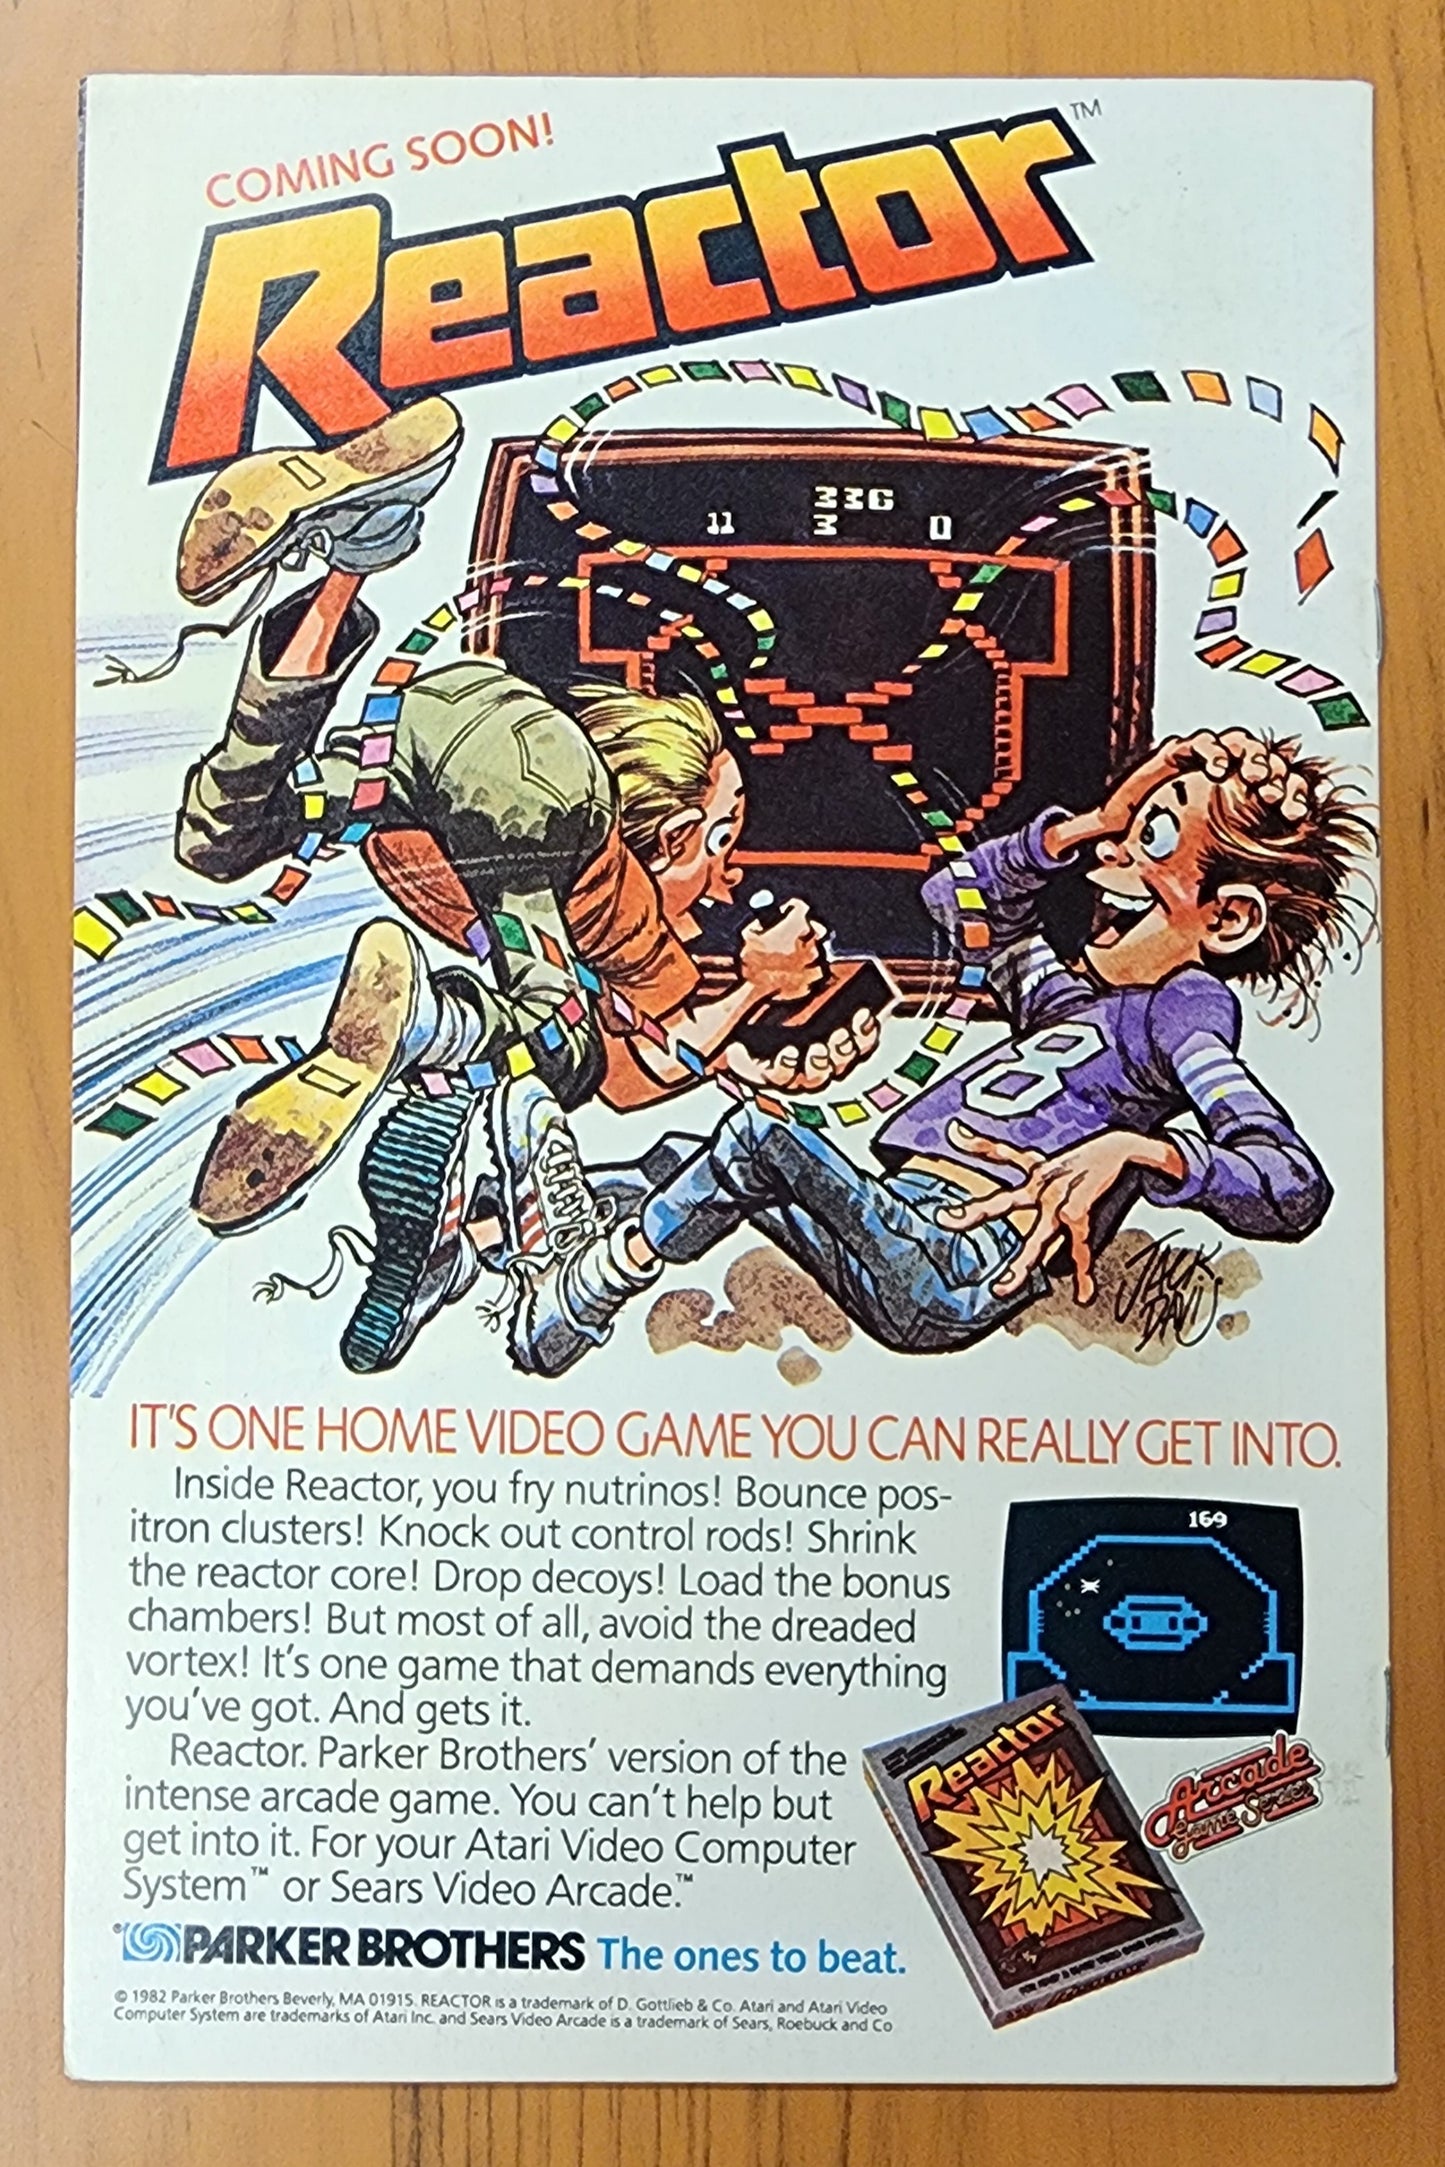 COMING SOON!
Reactor™
33G
11 3 0
8
JACK
DAVIS
IT'S ONE HOME VIDEO GAME YOU CAN REALLY GET INTO.
Inside Reactor, you fry nutrinos! Bounce pos-
itron clusters! Knock out control rods! Shrink
the reactor core! Drop decoys! Load the bonus
chambers! But most of all, avoid the dreaded
vortex! It's one game that demands everything
you've got. And gets it.
Reactor. Parker Brothers' version of the
intense arcade game. You can't help but
get into it. For your Atari Video Computer
System™ or Sears Video Arcade.™
169
Reactor
Arcade
Game Series
PARKER BROTHERS The ones to beat.
© 1982 Parker Brothers Beverly, MA 01915. REACTOR is a trademark of D. Gottlieb & Co. Atari and Atari Video
Computer System are trademarks of Atari Inc. and Sears Video Arcade is a trademark of Sears, Roebuck and Co